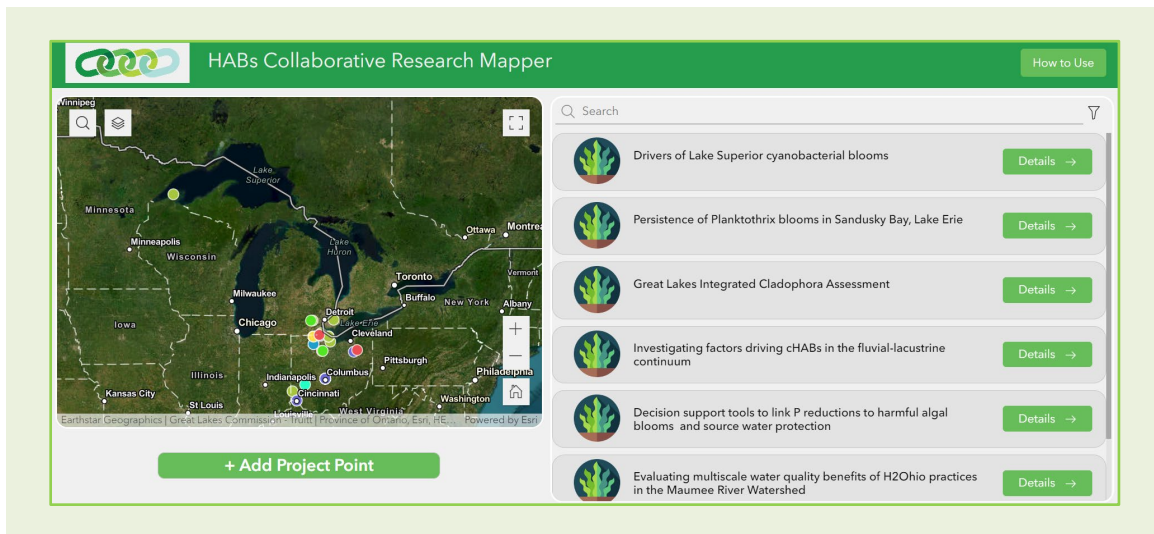 HABs Collaborative Research Mapper
How to Use
Winnipeg
Lake
Superior
Minnesota
Minneapolis
Wisconsin
Ottawa
Montrea
Lake
Huron
Toronto
Vermont
Milwaukee
Buffalo
New York
Albany
Detroit
Iowa
Chicago
Lake Erie
Cleveland
Pittsburgh
Illinois
Indianapolis
Columbus
Philadelphia
Kansas City
Cincinnati
Washington
St Louis
Louisville
West Virginia
Earthstar Geographics | Great Lakes Commission - Truitt | Province of Ontario, Esri, HE...
Powered by Esri
+ Add Project Point
Search
Drivers of Lake Superior cyanobacterial blooms
Details →
Persistence of Planktothrix blooms in Sandusky Bay, Lake Erie
Details →
Great Lakes Integrated Cladophora Assessment
Details →
Investigating factors driving cHABs in the fluvial-lacustrine
continuum
Details →
Decision support tools to link P reductions to harmful algal
blooms and source water protection
Details →
Evaluating multiscale water quality benefits of H2Ohio practices
in the Maumee River Watershed
Details →